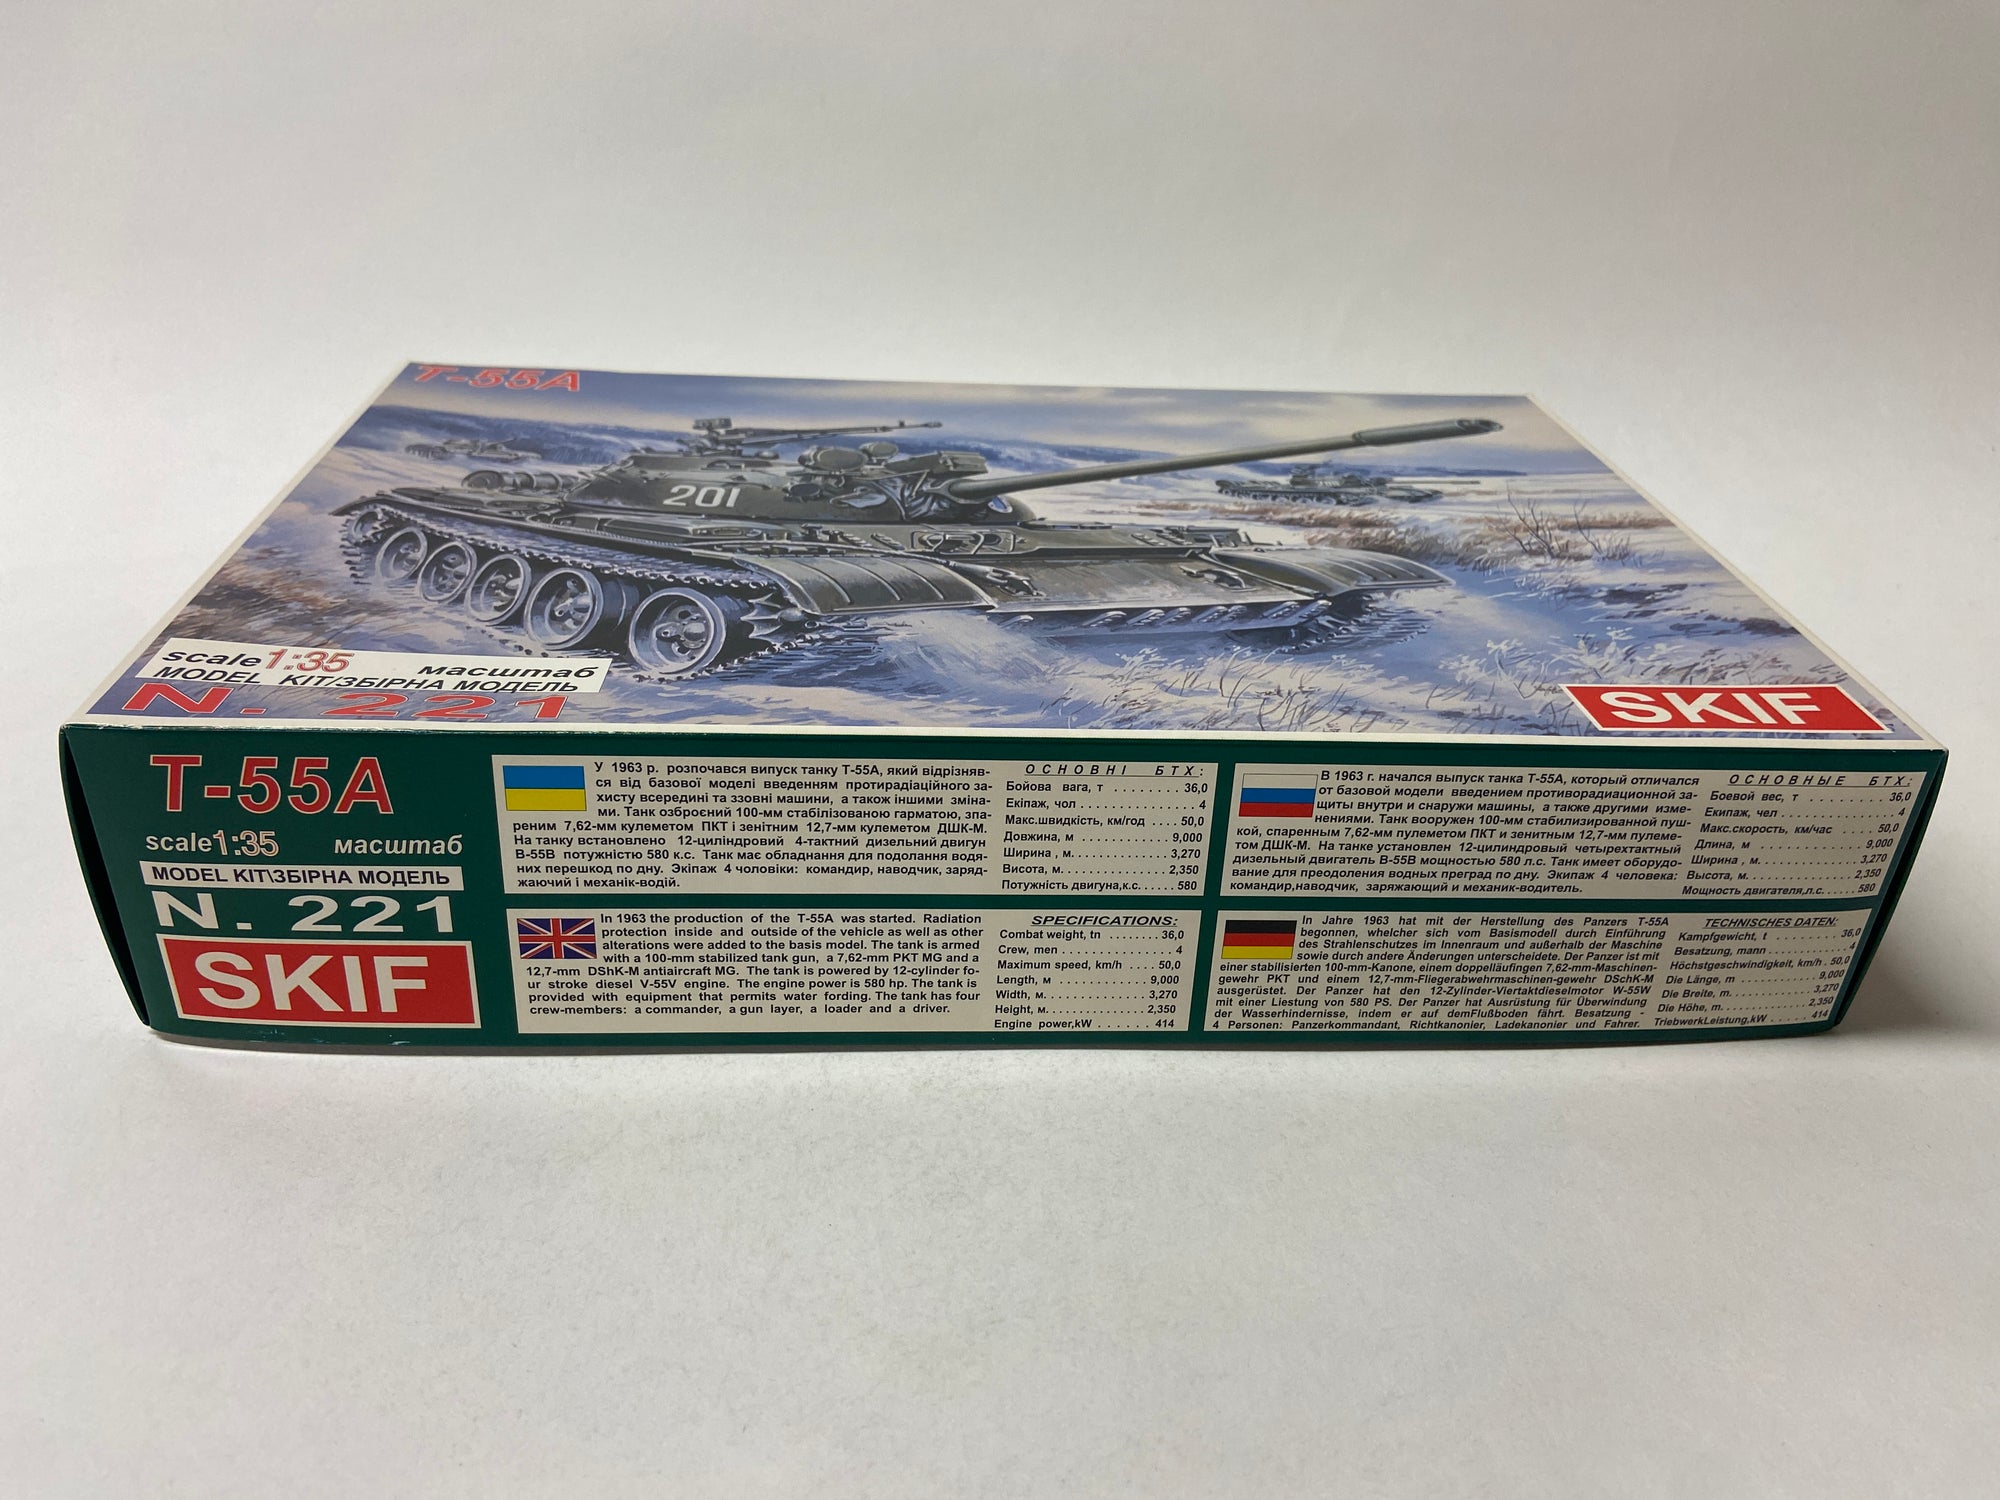 T-55A
201
scale 1:35 масштаб
MODEL KIT/ЗБІРНА МОДЕЛЬ
N. 221
SKIF
T-55A
scale 1:35 масштаб
MODEL KIT\ЗБІРНА МОДЕЛЬ
N. 221
SKIF
У 1963 р. розпочався випуск танку Т-55А, який відрізняв-
ся від базової моделі введенням протирадіаційного за-
хисту всередині та ззовні машини, а також іншими зміна-
ми. Танк озброєний 100-мм стабілізованою гарматою, спа-
реним 7,62-мм кулеметом ПКТ і зенітним 12,7-мм кулеметом ДШК-М.
На танку встановлено 12-циліндровий 4-тактний дизельний двигун
В-55В потужністю 580 к.с. Танк має обладнання для подолання водя-
них перешкод по дну. Экіпаж 4 чоловіки: командир, наводчик, заряд-
жаючий і механік-водій.
ОСНОВНІ БТХ:
Бойова вага, т ........ 36,0
Екіпаж, чол ............... 4
Макс.швидкість, км/год .... 50,0
Довжина, м ............. 9,000
Ширина , м. ............. 3,270
Висота, м. ............... 2,350
Потужність двигуна,к.с. ..... 580
В 1963 г. начался выпуск танка Т-55А, который отличался
от базовой модели введением противорадиационной за-
щиты внутри и снаружи машины, а также другими изме-
нениями. Танк вооружен 100-мм стабилизированной пуш-
кой, спаренным 7,62-мм пулеметом ПКТ и зенитным 12,7-мм пулеме-
том ДШК-М. На танке установлен 12-цилиндровый четырехтактный
дизельный двигатель В-55В мощностью 580 л.с. Танк имеет оборудо-
вание для преодоления водных преград по дну. Экипаж 4 человека:
командир,наводчик, заряжающий и механик-водитель.
ОСНОВНЫЕ БТХ:
Боевой вес, т ......... 36,0
Екипаж, чел ............... 4
Макс.скорость, км/час .... 50,0
Длина, м ............. 9,000
Ширина , м. ............. 3,270
Высота, м. ............... 2,350
Мощность двигателя,л.с. ..... 580
In 1963 the production of the T-55A was started. Radiation
protection inside and outside of the vehicle as well as other
alterations were added to the basis model. The tank is armed
with a 100-mm stabilized tank gun, a 7,62-mm PKT MG and a
12,7-mm DShK-M antiaircraft MG. The tank is powered by 12-cylinder fo-
ur stroke diesel V-55V engine. The engine power is 580 hp. The tank is
provided with equipment that permits water fording. The tank has four
crew-members: a commander, a gun layer, a loader and a driver.
SPECIFICATIONS:
Combat weight, tn ........ 36,0
Crew, men ................. 4
Maximum speed, km/h .... 50,0
Length, м ............... 9,000
Width, м. ............... 3,270
Height, м. ............... 2,350
Engine power,kW ...... 414
In Jahre 1963 hat mit der Herstellung des Panzers T-55A
begonnen, whelcher sich vom Basismodell durch Einführung
des Strahlenschutzes im Innenraum und außerhalb der Maschine
sowie durch andere Änderungen unterscheidete. Der Panzer ist mit
einer stabilisierten 100-mm-Kanone, einem doppelläufingen 7,62-mm-Maschinen-
gewehr PKT und einem 12,7-mm-Fliegerabwehrmaschinen-gewehr DSchK-M
ausgerüstet. Der Panzer hat den 12-Zylinder-Viertaktdieselmotor W-55W
mit einer Liestung von 580 PS. Der Panzer hat Ausrüstung für Überwindung
der Wasserhindernisse, indem er auf demFlußboden fährt. Besatzung -
4 Personen: Panzerkommandant, Richtkanonier, Ladekanonier und Fahrer.
TECHNISCHES DATEN:
Kampfgewicht, t ......... 36,0
Besatzung, mann ............ 4
Höchstgeschwindigkeit, km/h . 50,0
Die Länge, m ............. 9,000
Die Breite, m. ............ 3,270
Die Höhe, m. ............. 2,350
TriebwerkLeistung,kW ..... 414